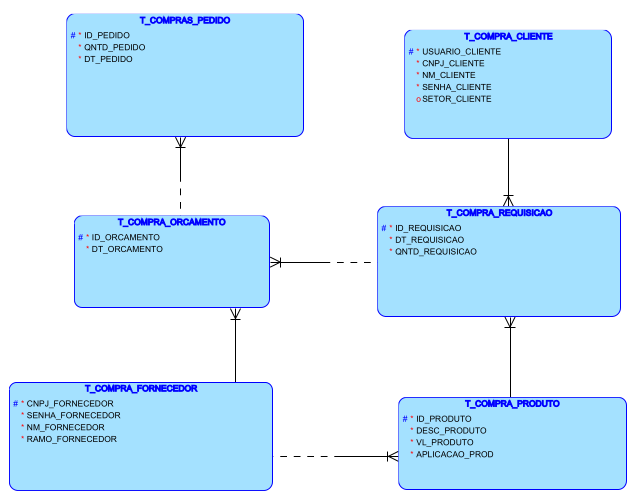 T_COMPRAS_PEDIDO
# * ID_PEDIDO
* QNTD_PEDIDO
* DT_PEDIDO
T_COMPRA_CLIENTE
# * USUARIO_CLIENTE
* CNPJ_CLIENTE
* NM_CLIENTE
* SENHA_CLIENTE
o SETOR_CLIENTE
T_COMPRA_ORCAMENTO
# * ID_ORCAMENTO
* DT_ORCAMENTO
T_COMPRA_REQUISICAO
# * ID_REQUISICAO
* DT_REQUISICAO
* QNTD_REQUISICAO
T_COMPRA_FORNECEDOR
# * CNPJ_FORNECEDOR
* SENHA_FORNECEDOR
* NM_FORNECEDOR
* RAMO_FORNECEDOR
T_COMPRA_PRODUTO
# * ID_PRODUTO
* DESC_PRODUTO
* VL_PRODUTO
* APLICACAO_PROD